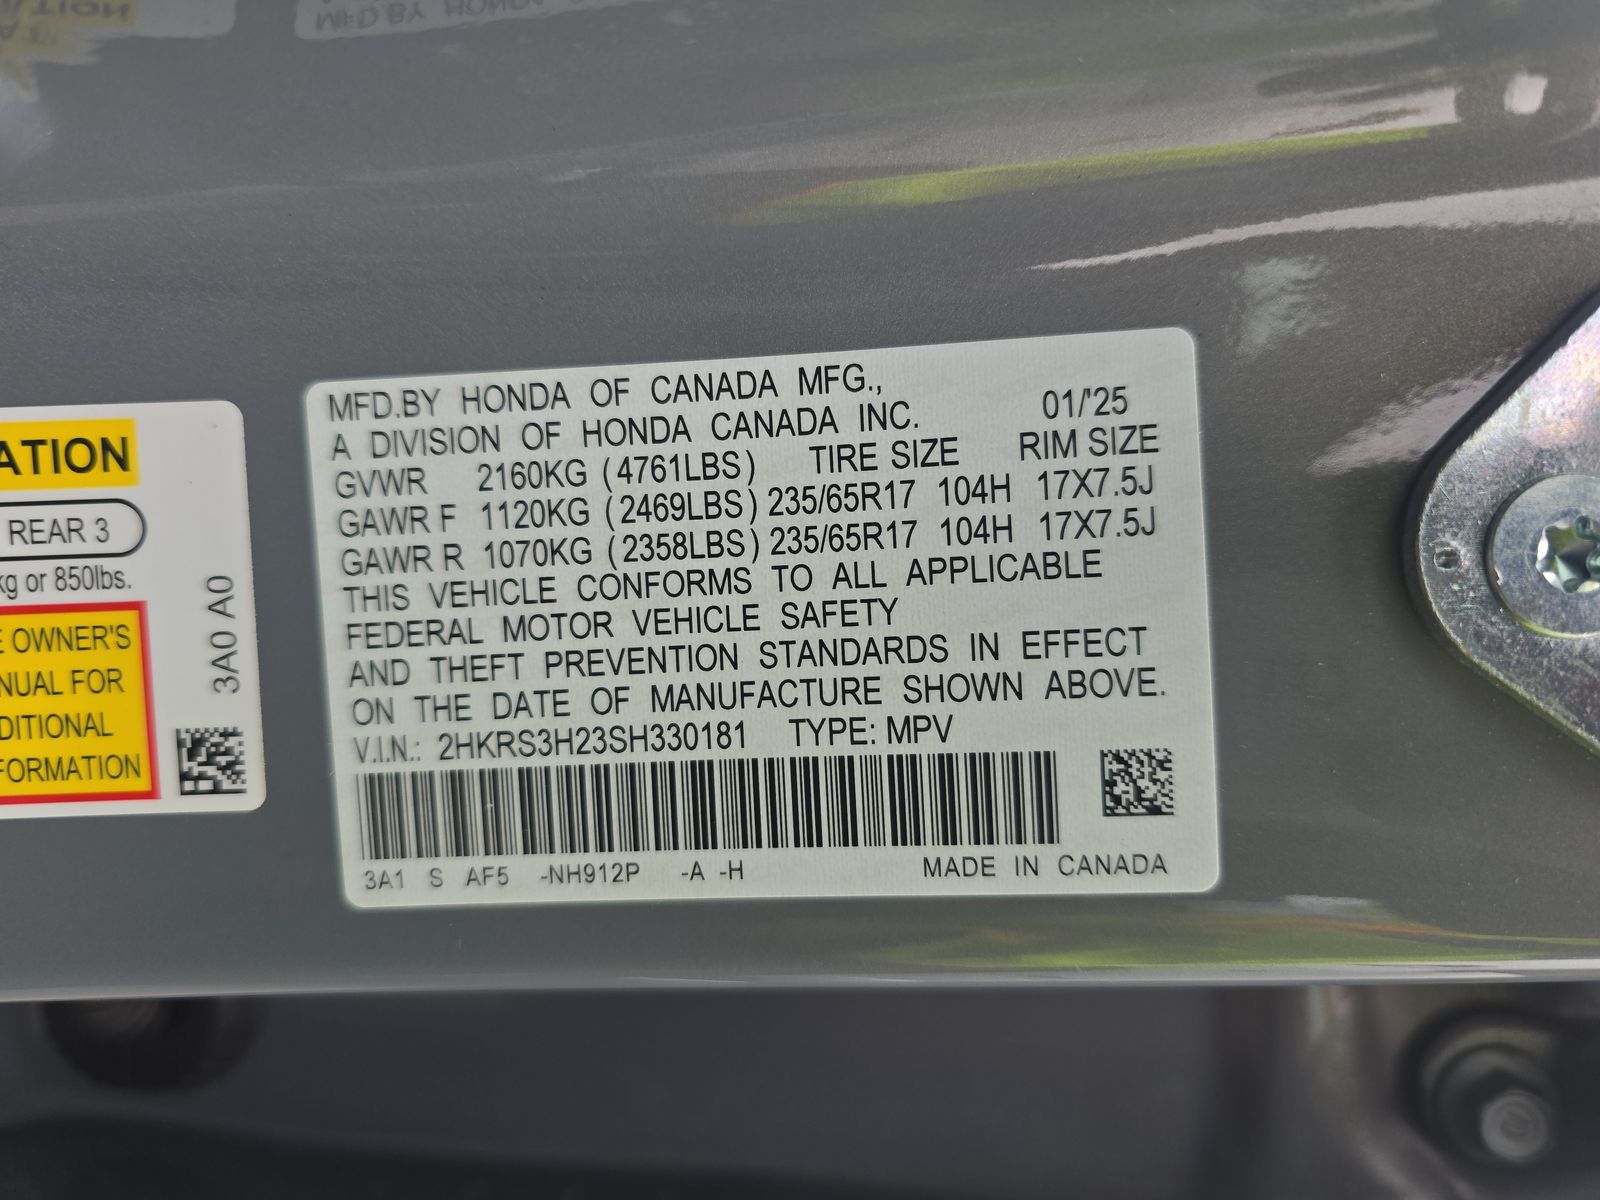 MFD.BY HONDA OF CANADA MFG.,
A DIVISION OF HONDA CANADA INC. 01/'25
GVWR 2160KG (4761LBS) TIRE SIZE RIM SIZE
GAWR F 1120KG (2469LBS) 235/65R17 104H 17X7.5J
GAWR R 1070KG (2358LBS) 235/65R17 104H 17X7.5J
THIS VEHICLE CONFORMS TO ALL APPLICABLE
FEDERAL MOTOR VEHICLE SAFETY
AND THEFT PREVENTION STANDARDS IN EFFECT
ON THE DATE OF MANUFACTURE SHOWN ABOVE.
V.I.N.: 2HKRS3H23SH330181 TYPE: MPV
3A1 S AF5 -NH912P -A -H MADE IN CANADA
ATION
REAR 3
kg or 850lbs.
E OWNER'S
NUAL FOR
DITIONAL
FORMATION
3A0 A0